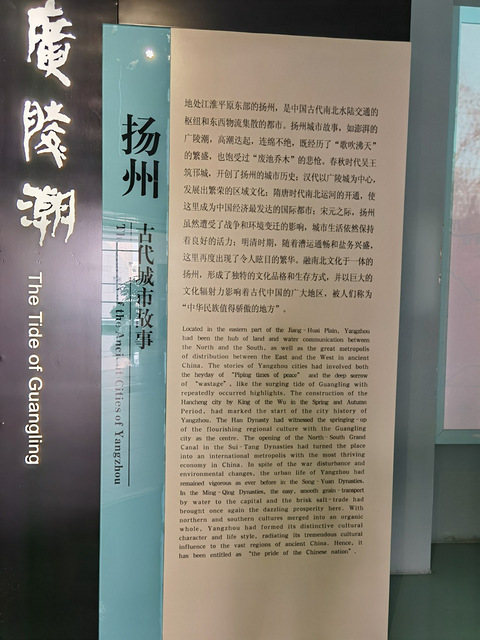 廣陵潮
The Tide of Guangling
扬州
古代城市故事
the Ancient Cities of Yangzhou
地处江淮平原东部的扬州，是中国古代南北水陆交通的
枢纽和东西物流集散的都市。扬州城市故事，如澎湃的
广陵潮，高潮迭起，连绵不绝，既经历了“歌吹沸天”
的繁盛，也饱受过“废池乔木”的悲怆。春秋时代吴王
筑邗城，开创了扬州的城市历史；汉代以广陵城为中心，
发展出繁荣的区域文化；隋唐时代南北运河的开通，使
这里成为中国经济最发达的国际都市；宋元之际，扬州
虽然遭受了战争和环境变迁的影响，城市生活依然保持
着良好的活力；明清时期，随着漕运通畅和盐务兴盛，
这里再度出现了令人眩目的繁华。融南北文化于一体的
扬州，形成了独特的文化品格和生存方式，并以巨大的
文化辐射力影响着古代中国的广大地区，被人们称为
“中华民族值得骄傲的地方”。
Located in the eastern part of the Jiang-Huai Plain, Yangzhou
had been the hub of land and water communication between
the North and the South, as well as the great metropolis
of distribution between the East and the West in ancient
China. The stories of Yangzhou cities had involved both
the heyday of “Piping times of peace” and the deep sorrow
of “wastage”, like the surging tide of Guangling with
repeatedly occurred highlights. The construction of the
Hancheng city by King of the Wu in the Spring and Autumn
Period, had marked the start of the city history of
Yangzhou. The Han Dynasty had witnessed the springing-up
of the flourishing regional culture with the Guangling
city as the centre. The opening of the North-South Grand
Canal in the Sui-Tang Dynasties had turned the place
into an international metropolis with the most thriving
economy in China. In spite of the war disturbance and
environmental changes, the urban life of Yangzhou had
remained vigorous as ever before in the Song-Yuan Dynasties.
In the Ming-Qing Dynasties, the easy, smooth grain-transport
by water to the capital and the brisk salt-trade had
brought once again the dazzling prosperity here. With
northern and southern cultures merged into an organic
whole, Yangzhou had formed its distinctive cultural
character and life style, radiating its tremendous cultural
influence to the vast regions of ancient China. Hence, it
has been entitled as “the pride of the Chinese nation”.